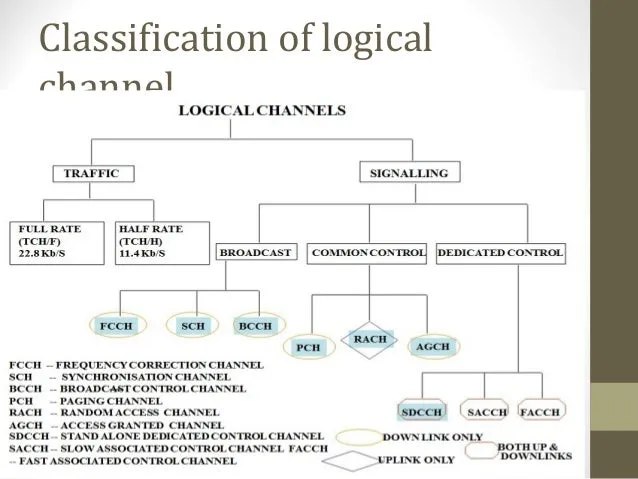 Classification of logical
channel
LOGICAL CHANNELS
TRAFFIC
SIGNALLING
FULL RATE
(TCH/F)
22.8 Kb/S
HALF RATE
(TCH/H)
11.4 Kb/S
BROADCAST
COMMON CONTROL
DEDICATED CONTROL
FCCH
SCH
BCCH
PCH
RACH
AGCH
SDCCH
SACCH
FACCH
FCCH -- FREQUENCY CORRECTION CHANNEL
SCH -- SYNCHRONISATION CHANNEL
BCCH -- BROADCAST CONTROL CHANNEL
PCH -- PAGING CHANNEL
RACH -- RANDOM ACCESS CHANNEL
AGCH -- ACCESS GRANTED CHANNEL
SDCCH -- STAND ALONE DEDICATED CONTROL CHANNEL
SACCH -- SLOW ASSOCIATED CONTROL CHANNEL FACCH
-- FAST ASSOCIATED CONTROL CHANNEL
DOWN LINK ONLY
UPLINK ONLY
BOTH UP &
DOWNLINKS